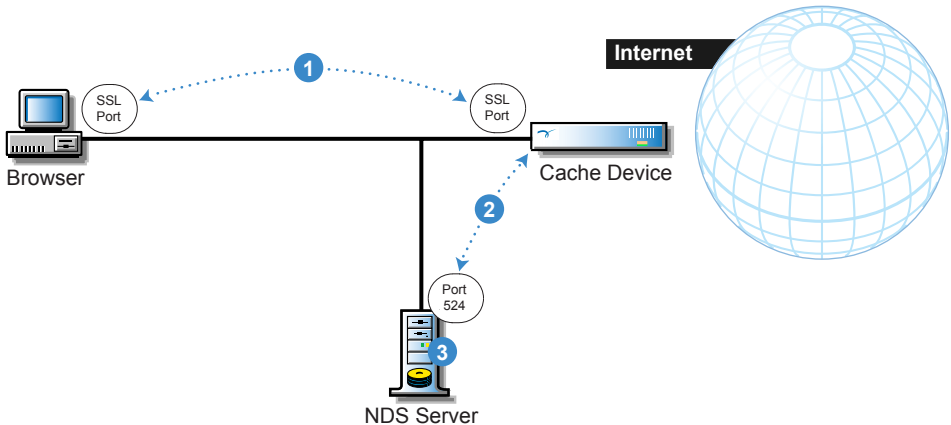 Internet
1
SSL
Port
SSL
Port
Browser
Cache Device
2
Port
524
3
NDS Server